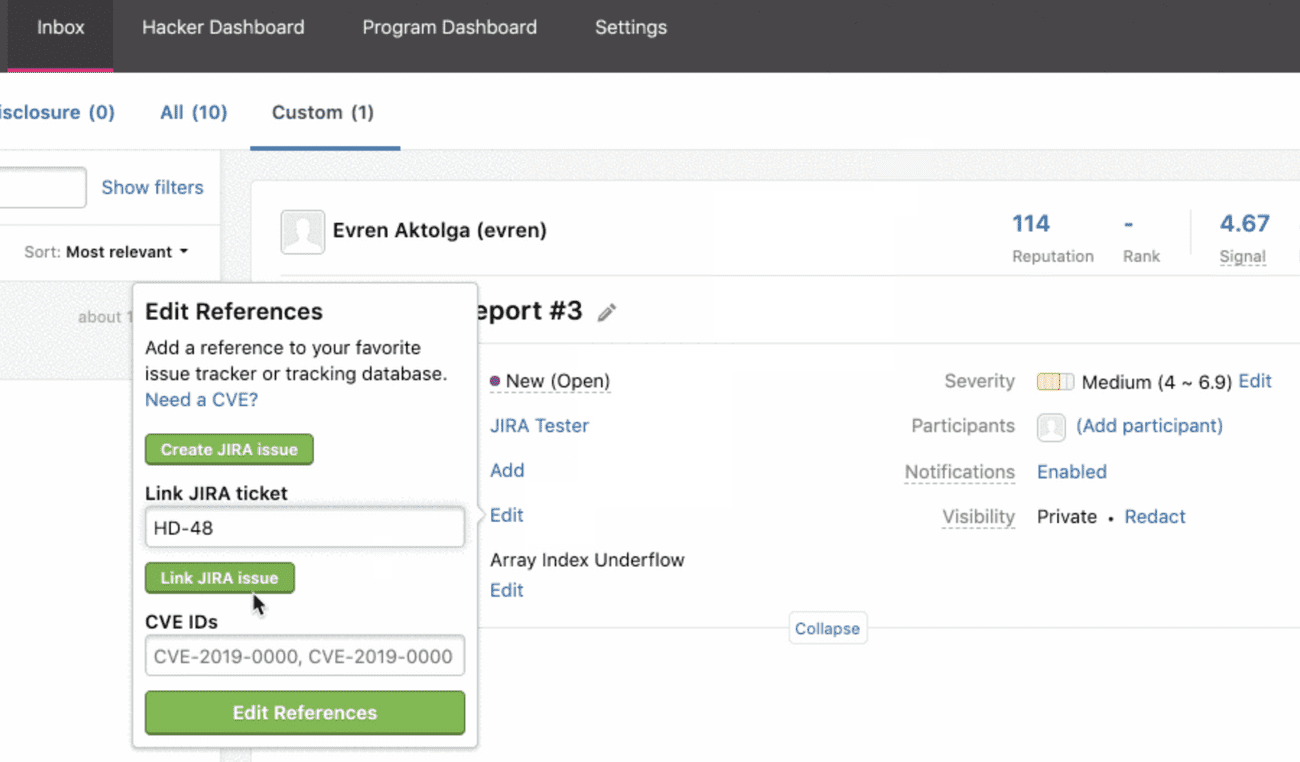 Inbox Hacker Dashboard Program Dashboard Settings
isclosure (0) All (10) Custom (1)
Show filters
Sort: Most relevant
Evren Aktolga (evren)
114 - 4.67
Reputation Rank Signal
about 1
Edit References
Add a reference to your favorite
issue tracker or tracking database.
Need a CVE?
Create JIRA issue
Link JIRA ticket
HD-48
Link JIRA issue
CVE IDs
CVE-2019-0000, CVE-2019-0000
Edit References
eport #3
New (Open)
JIRA Tester
Add
Edit
Array Index Underflow
Edit
Severity Medium (4 ~ 6.9) Edit
Participants (Add participant)
Notifications Enabled
Visibility Private • Redact
Collapse